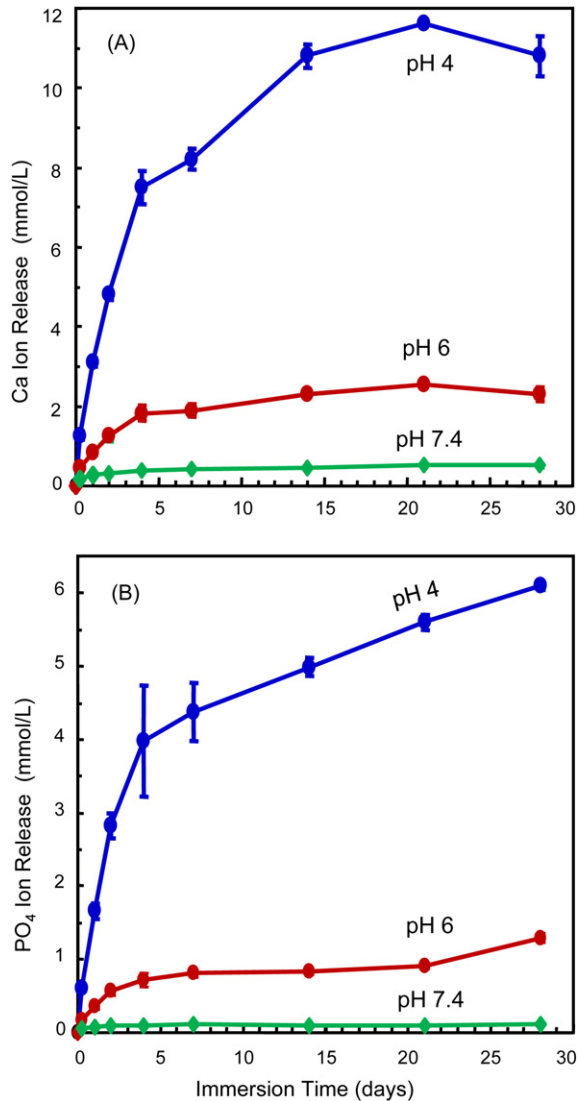 (A)
Ca Ion Release (mmol/L)
12
10
8
6
4
2
0
pH 4
pH 6
pH 7.4
0 5 10 15 20 25 30
(B)
PO₄ Ion Release (mmol/L)
6
5
4
3
2
1
0
pH 4
pH 6
pH 7.4
0 5 10 15 20 25 30
Immersion Time (days)